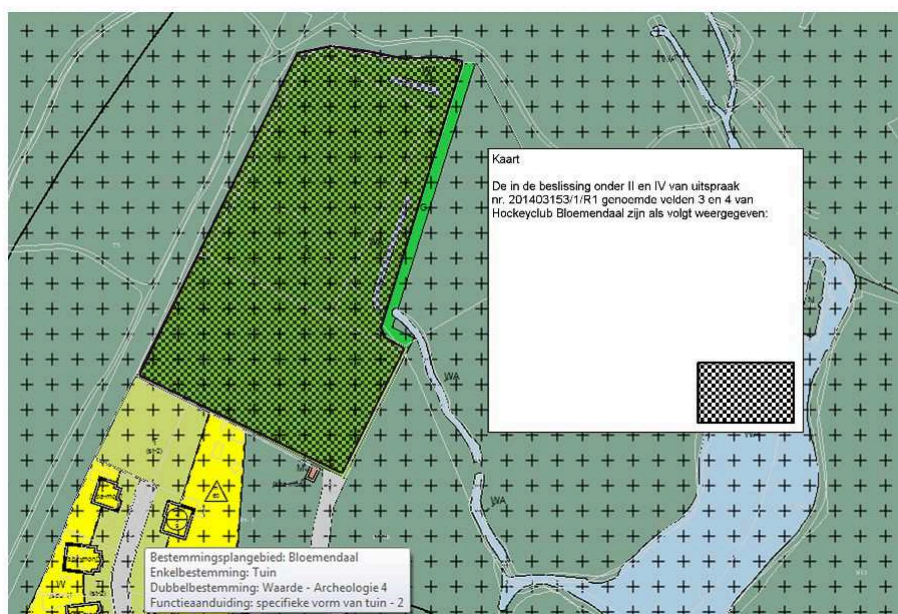 Kaart
De in de beslissing onder II en IV van uitspraak
nr. 201403153/1/R1 genoemde velden 3 en 4 van
Hockeyclub Bloemendaal zijn als volgt weergegeven:
G
WA
WA
W
Bestemmingsplangebied: Bloemendaal
Enkelbestemming: Tuin
Dubbelbestemming: Waarde - Archeologie 4
Functieaanduiding: specifieke vorm van tuin - 2